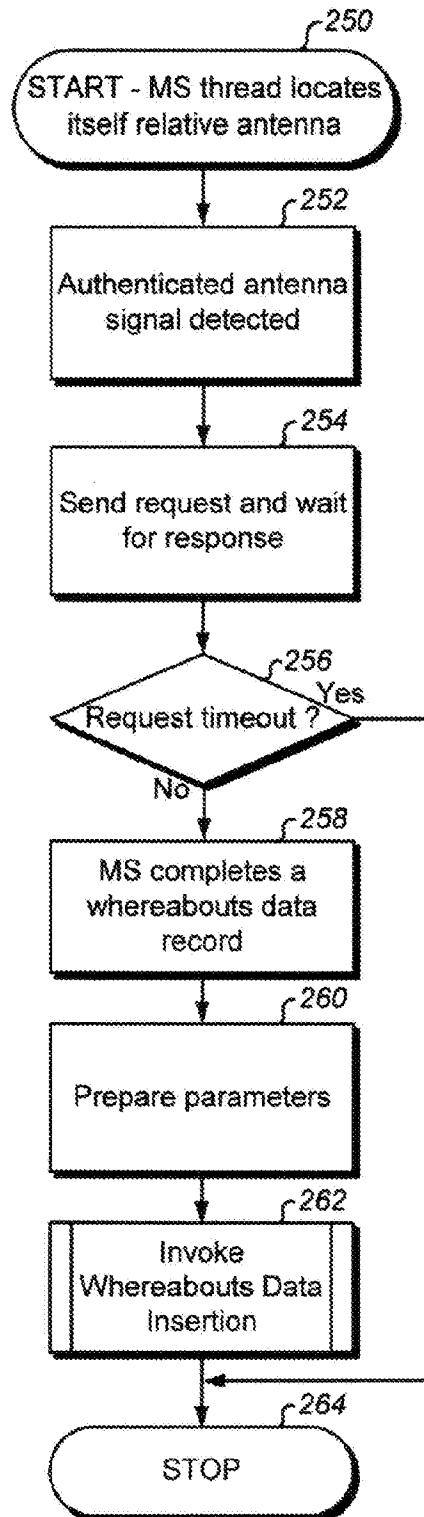 250
START - MS thread locates
itself relative antenna
252
Authenticated antenna
signal detected
254
Send request and wait
for response
256
Yes
Request timeout ?
No
258
MS completes a
whereabouts data
record
260
Prepare parameters
262
Invoke
Whereabouts Data
Insertion
264
STOP